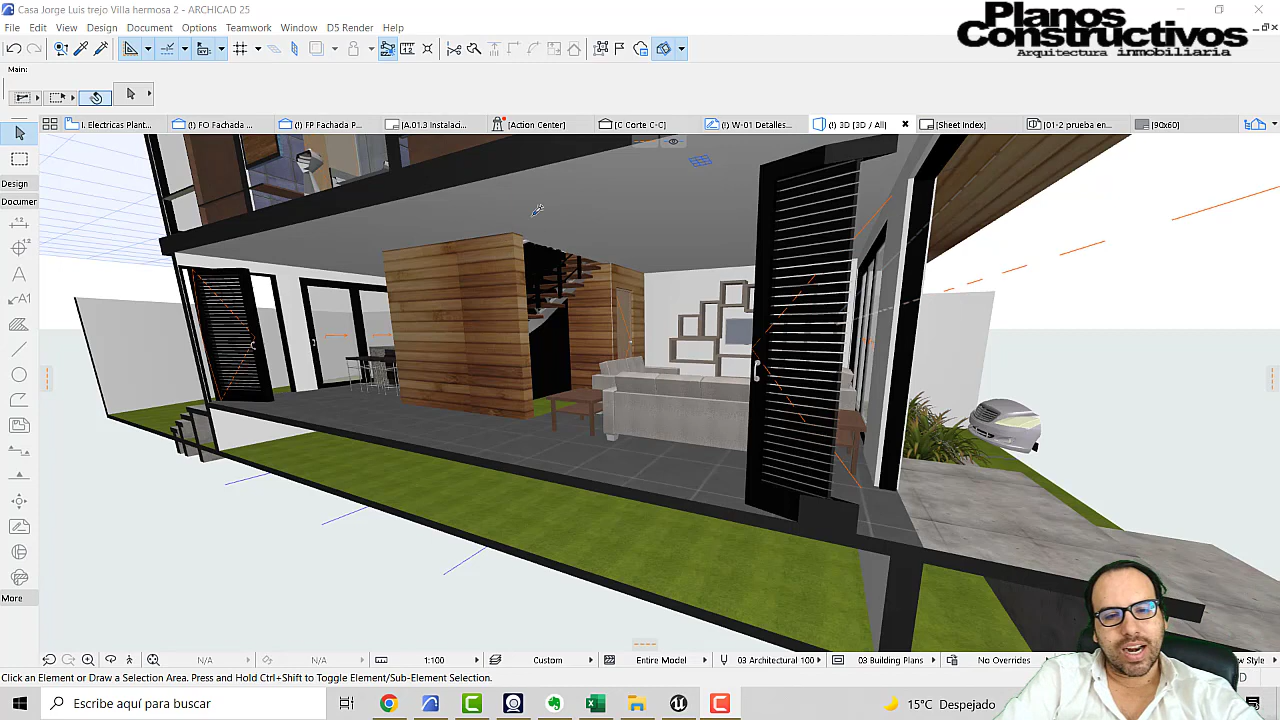 Casa Jorge Luis trejo Villa hermosa 2 - ARCHICAD 25
Planos
Constructivos
Arquitectura inmobiliaria
File Edit View Design Document Options Teamwork Window Help
Main:
I. Electricas Plant... (!) FO Fachada ... (!) FP Fachada P... [A.01.3 Instalaci... [Action Center] [C Corte C-C] (!) W-01 Detalles... (!) 3D [3D / All] [Sheet Index] [01-2 prueba en... [90x60]
Design
Document
More
N/A N/A 1:100 Custom Entire Model 03 Architectural 100 03 Building Plans No Overrides Style
Click an Element or Draw a Selection Area. Press and Hold Ctrl+Shift to Toggle Element/Sub-Element Selection.
Escribe aquí para buscar
15°C Despejado